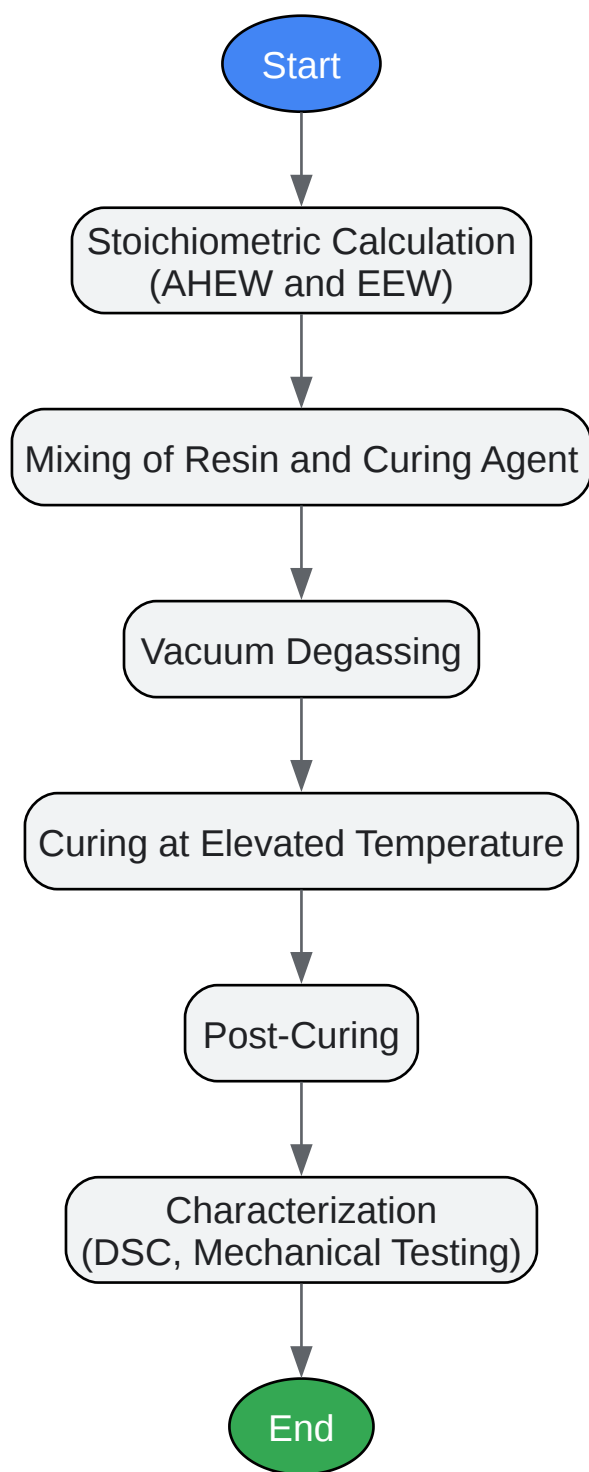 Start
Stoichiometric Calculation
(AHEW and EEW)
Mixing of Resin and Curing Agent
Vacuum Degassing
Curing at Elevated Temperature
Post-Curing
Characterization
(DSC, Mechanical Testing)
End